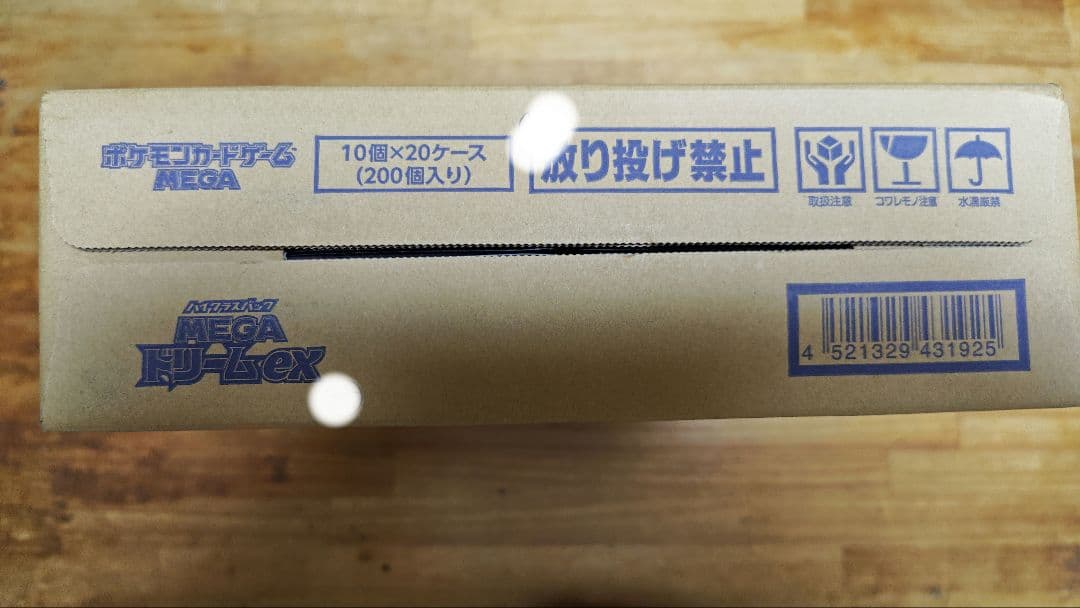 ポケモンカードゲーム
MEGA
10個×20ケース
(200個入り)
放り投げ禁止
取扱注意
コワレモノ注意
水濡厳禁
ハイクラスパック
MEGA
ドリームex
4 521329 431925